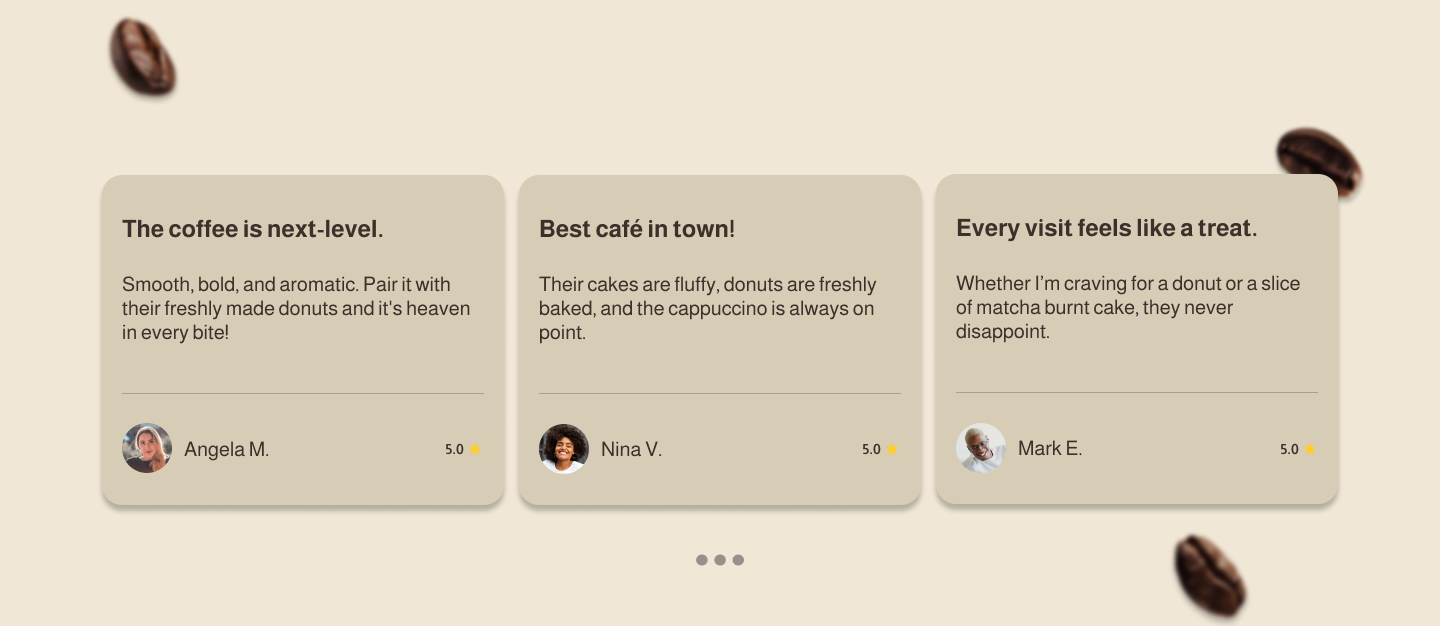 The coffee is next-level.
Smooth, bold, and aromatic. Pair it with
their freshly made donuts and it's heaven
in every bite!
Angela M.
5.0
Best café in town!
Their cakes are fluffy, donuts are freshly
baked, and the cappuccino is always on
point.
Nina V.
5.0
Every visit feels like a treat.
Whether I’m craving for a donut or a slice
of matcha burnt cake, they never
disappoint.
Mark E.
5.0